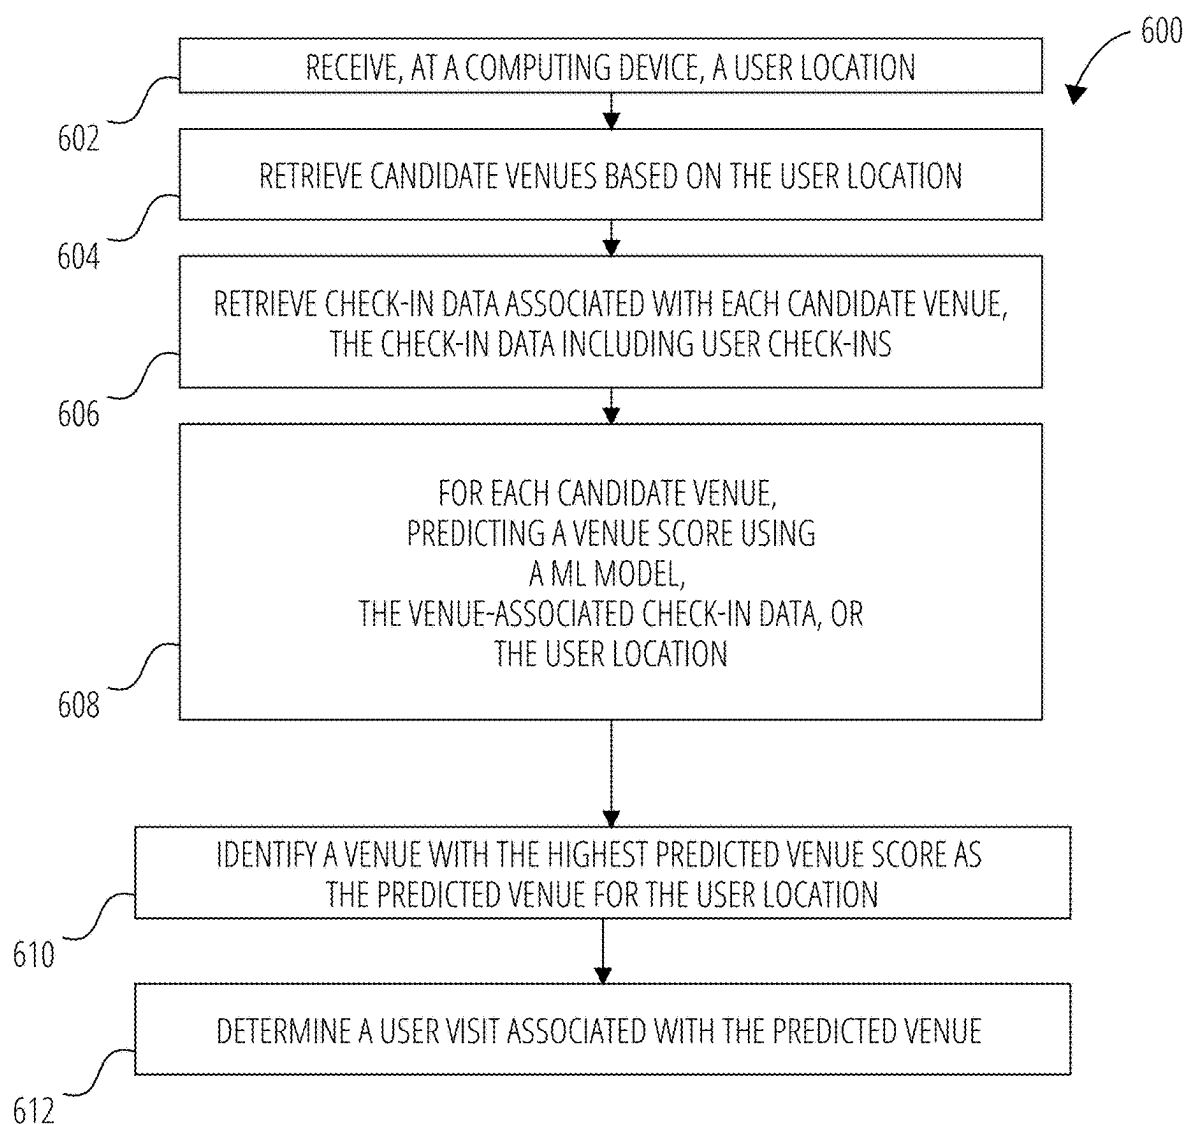 600
RECEIVE, AT A COMPUTING DEVICE, A USER LOCATION
602
RETRIEVE CANDIDATE VENUES BASED ON THE USER LOCATION
604
RETRIEVE CHECK-IN DATA ASSOCIATED WITH EACH CANDIDATE VENUE,
THE CHECK-IN DATA INCLUDING USER CHECK-INS
606
FOR EACH CANDIDATE VENUE,
PREDICTING A VENUE SCORE USING
A ML MODEL,
THE VENUE-ASSOCIATED CHECK-IN DATA, OR
THE USER LOCATION
608
IDENTIFY A VENUE WITH THE HIGHEST PREDICTED VENUE SCORE AS
THE PREDICTED VENUE FOR THE USER LOCATION
610
DETERMINE A USER VISIT ASSOCIATED WITH THE PREDICTED VENUE
612